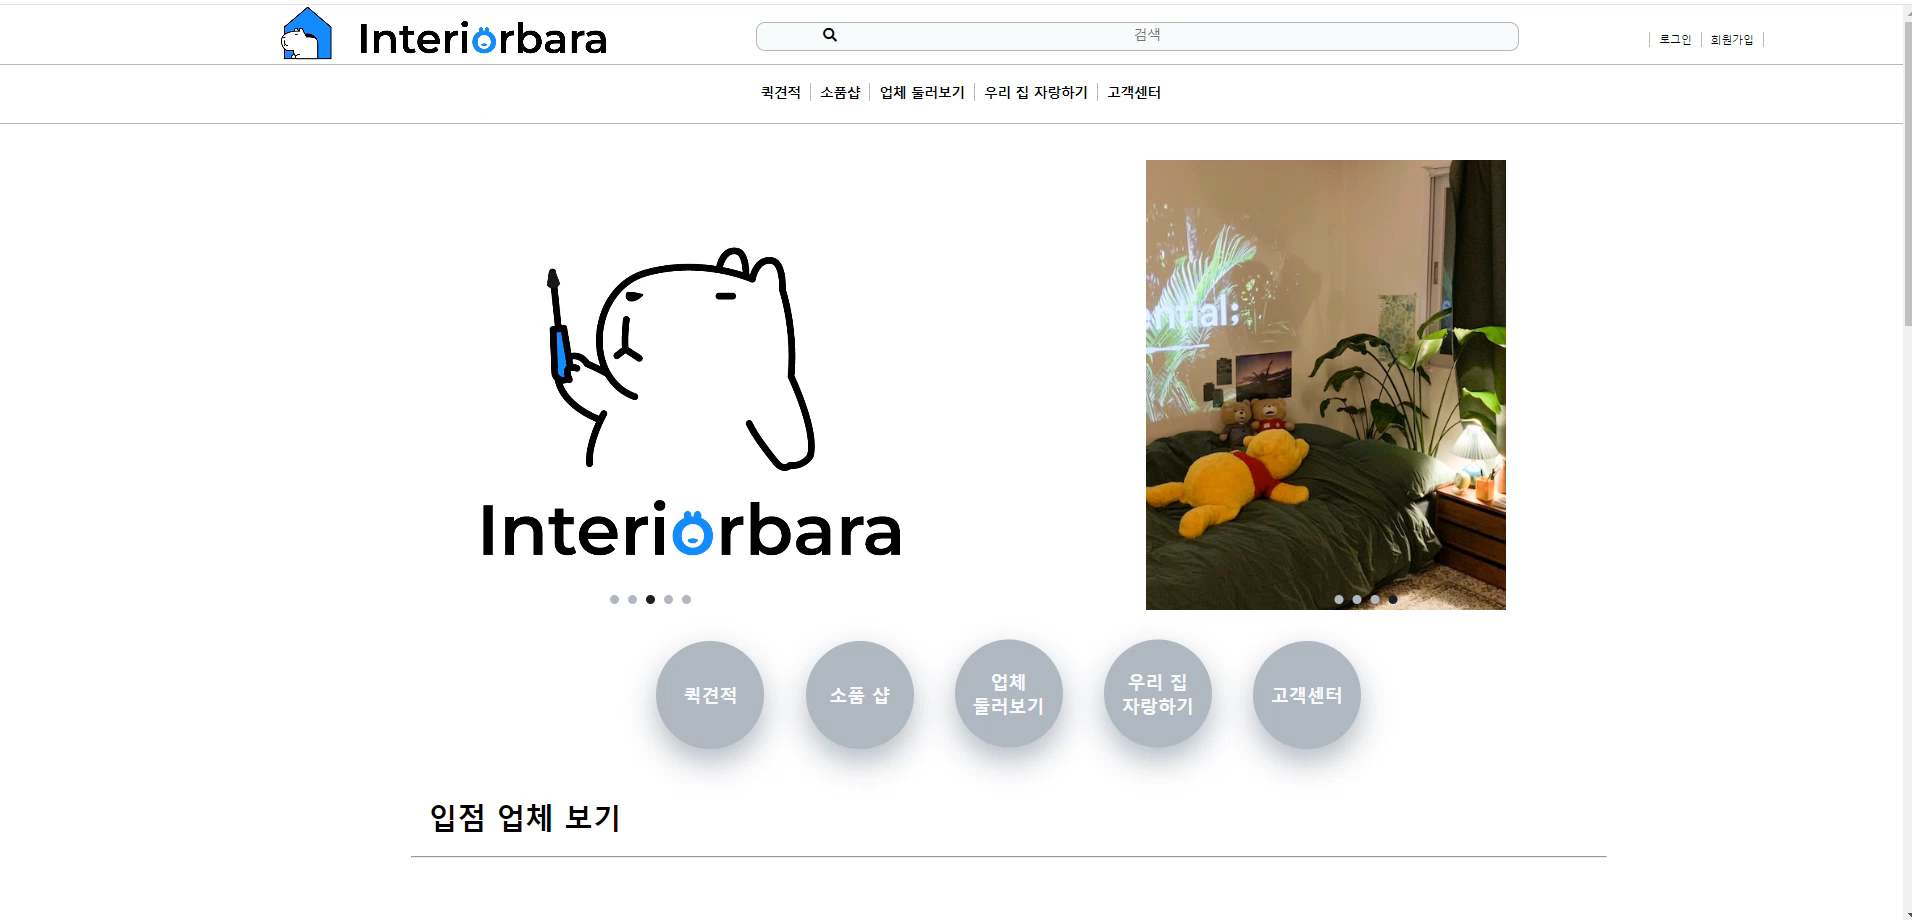 Interiorbara
검색
로그인
회원가입
퀵견적
소품샵
업체 둘러보기
우리 집 자랑하기
고객센터
ential;
Interiorbara
퀵견적
소품 샵
업체
둘러보기
우리 집
자랑하기
고객센터
입점 업체 보기